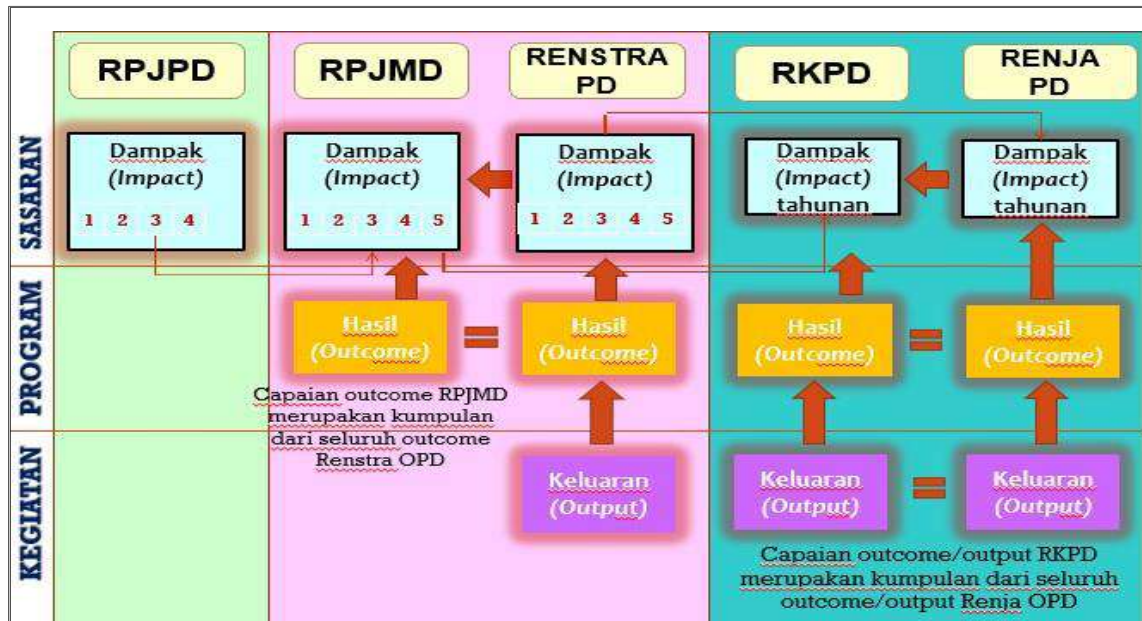 RPJPD
RPJMD
RENSTRA
PD
RKPD
RENJA
PD
SASARAN
Dampak
(Impact)
1 2 3 4
Dampak
(Impact)
1 2 3 4 5
Dampak
(Impact)
1 2 3 4 5
Dampak
(Impact)
tahunan
Dampak
(Impact)
tahunan
PROGRAM
Hasil
(Outcome)
=
Hasil
(Outcome)
Hasil
(Outcome)
=
Hasil
(Outcome)
Capaian outcome RPJMD
merupakan kumpulan
dari seluruh outcome
Renstra OPD
KEGIATAN
Keluaran
(Output)
Keluaran
(Output)
=
Keluaran
(Output)
Capaian outcome/output RKPD
merupakan kumpulan dari seluruh
outcome/output Renja OPD